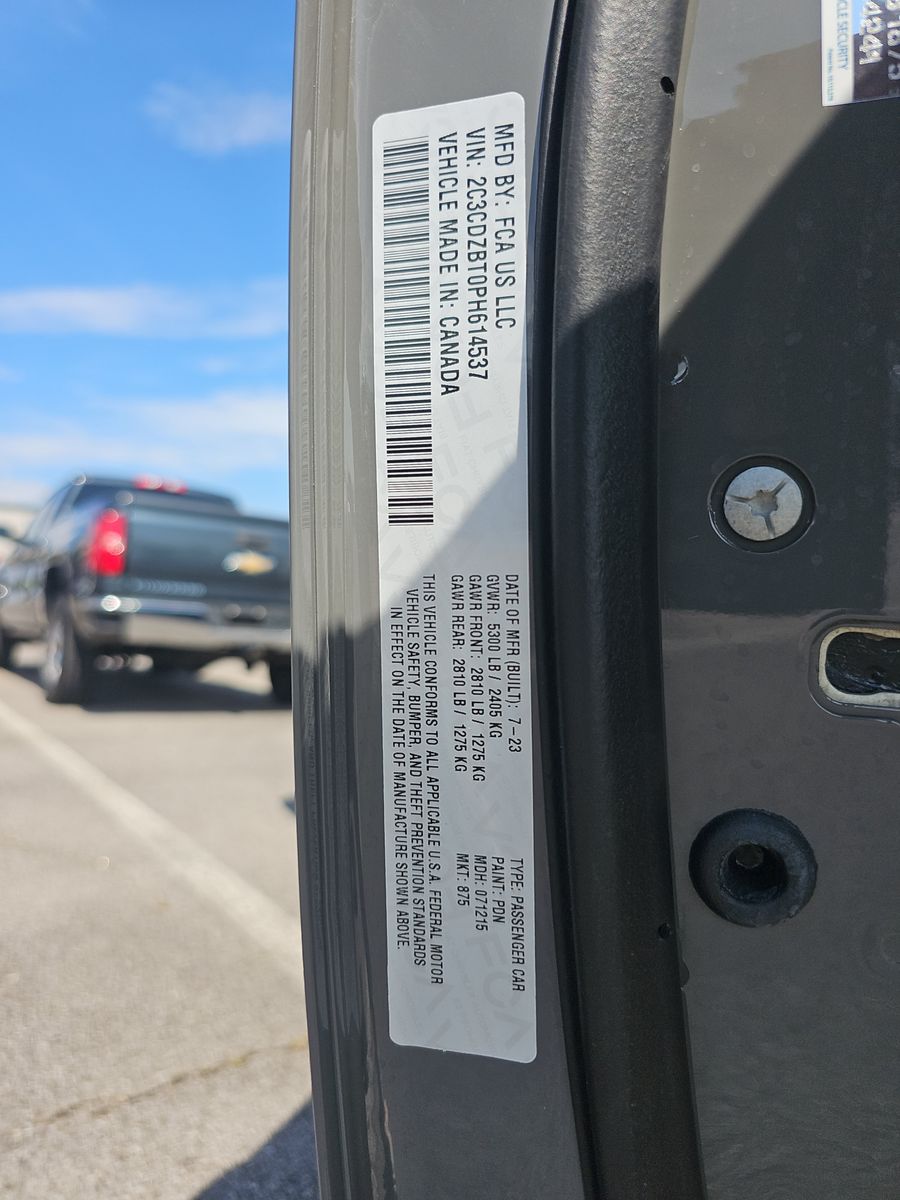 MFD BY: FCA US LLC
VIN: 2C3CDZBT0PH614537
VEHICLE MADE IN: CANADA
DATE OF MFR (BUILT): 7-23
GVWR: 5300 LB / 2405 KG
GAWR FRONT: 2810 LB / 1275 KG
GAWR REAR: 2810 LB / 1275 KG
THIS VEHICLE CONFORMS TO ALL APPLICABLE U.S.A. FEDERAL MOTOR
VEHICLE SAFETY, BUMPER, AND THEFT PREVENTION STANDARDS
IN EFFECT ON THE DATE OF MANUFACTURE SHOWN ABOVE.
TYPE: PASSENGER CAR
PAINT: PDN
MDH: 071215
MKT: 875
SECURITY